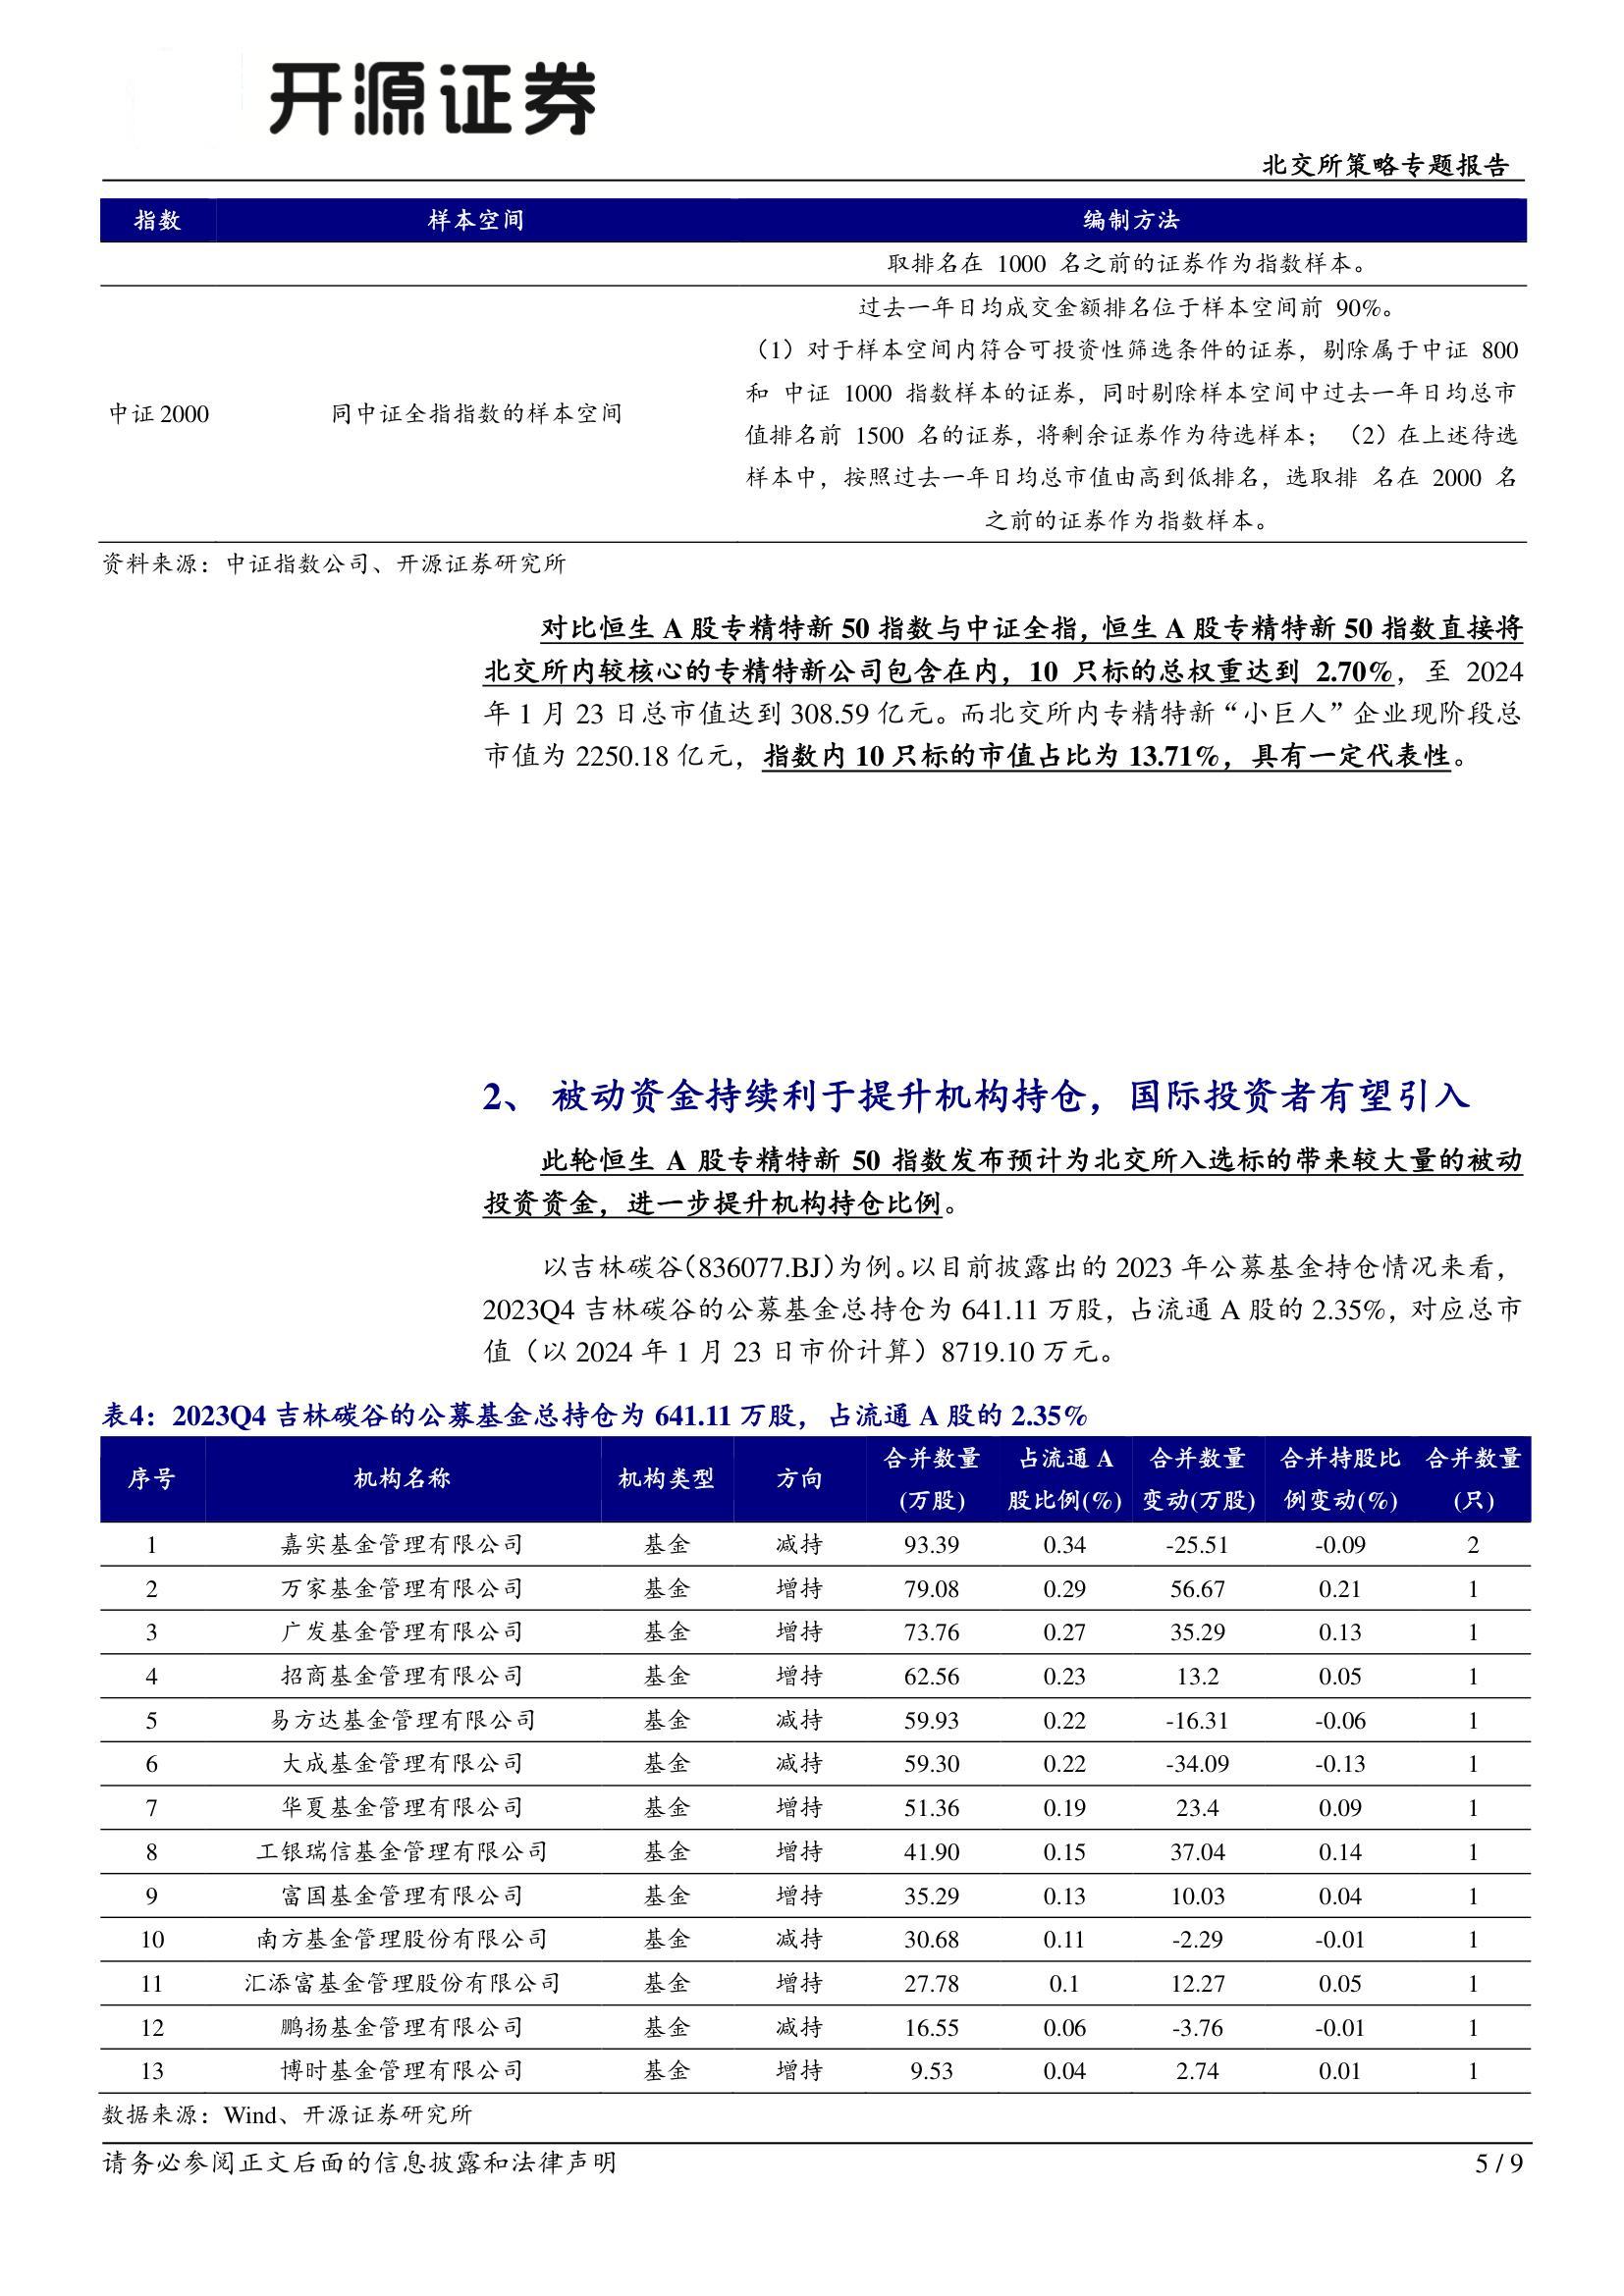 开源证券
北交所策略专题报告
指数 样本空间 编制方法
取排名在 1000 名之前的证券作为指数样本。
过去一年日均成交金额排名位于样本空间前 90%。
（1）对于样本空间内符合可投资性筛选条件的证券，剔除属于中证 800
和 中证 1000 指数样本的证券，同时剔除样本空间中过去一年日均总市
中证 2000 同中证全指指数的样本空间
值排名前 1500 名的证券，将剩余证券作为待选样本； （2）在上述待选
样本中，按照过去一年日均总市值由高到低排名，选取排 名在 2000 名
之前的证券作为指数样本。
资料来源：中证指数公司、开源证券研究所
对比恒生 A 股专精特新 50 指数与中证全指，恒生 A 股专精特新 50 指数直接将
北交所内较核心的专精特新公司包含在内，10 只标的总权重达到 2.70%，至 2024
年 1 月 23 日总市值达到 308.59 亿元。而北交所内专精特新“小巨人”企业现阶段总
市值为 2250.18 亿元，指数内 10 只标的市值占比为 13.71%，具有一定代表性。
2、 被动资金持续利于提升机构持仓，国际投资者有望引入
此轮恒生 A 股专精特新 50 指数发布预计为北交所入选标的带来较大量的被动
投资资金，进一步提升机构持仓比例。
以吉林碳谷（836077.BJ）为例。以目前披露出的 2023 年公募基金持仓情况来看，
2023Q4 吉林碳谷的公募基金总持仓为 641.11 万股，占流通 A 股的 2.35%，对应总市
值（以 2024 年 1 月 23 日市价计算）8719.10 万元。
表4：2023Q4 吉林碳谷的公募基金总持仓为 641.11 万股，占流通 A 股的 2.35%
合并数量 占流通 A 合并数量 合并持股比 合并数量
序号 机构名称 机构类型 方向
(万股) 股比例(%) 变动(万股) 例变动(%) (只)
1 嘉实基金管理有限公司 基金 减持 93.39 0.34 -25.51 -0.09 2
2 万家基金管理有限公司 基金 增持 79.08 0.29 56.67 0.21 1
3 广发基金管理有限公司 基金 增持 73.76 0.27 35.29 0.13 1
4 招商基金管理有限公司 基金 增持 62.56 0.23 13.2 0.05 1
5 易方达基金管理有限公司 基金 减持 59.93 0.22 -16.31 -0.06 1
6 大成基金管理有限公司 基金 减持 59.30 0.22 -34.09 -0.13 1
7 华夏基金管理有限公司 基金 增持 51.36 0.19 23.4 0.09 1
8 工银瑞信基金管理有限公司 基金 增持 41.90 0.15 37.04 0.14 1
9 富国基金管理有限公司 基金 增持 35.29 0.13 10.03 0.04 1
10 南方基金管理股份有限公司 基金 减持 30.68 0.11 -2.29 -0.01 1
11 汇添富基金管理股份有限公司 基金 增持 27.78 0.1 12.27 0.05 1
12 鹏扬基金管理有限公司 基金 减持 16.55 0.06 -3.76 -0.01 1
13 博时基金管理有限公司 基金 增持 9.53 0.04 2.74 0.01 1
数据来源：Wind、开源证券研究所
请务必参阅正文后面的信息披露和法律声明 5 / 9